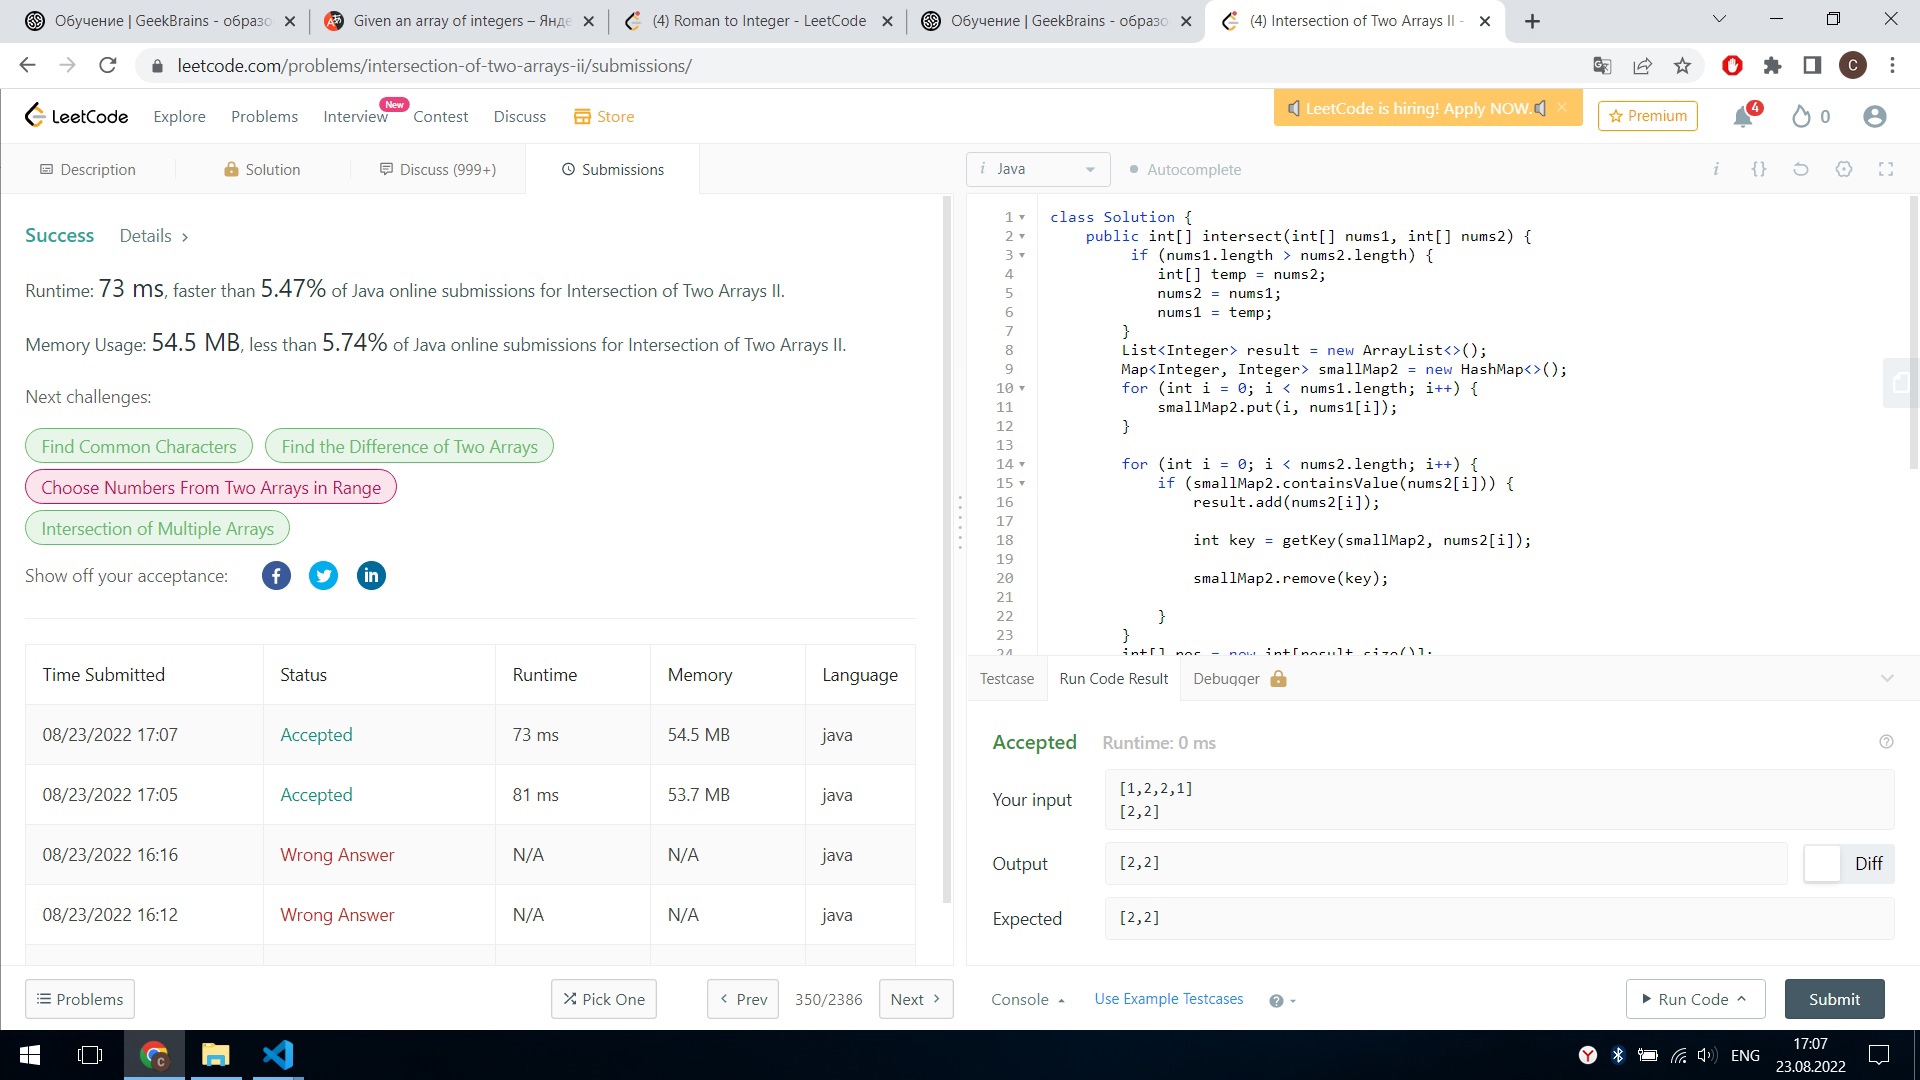 Обучение | GeekBrains - образо
Given an array of integers – Янде
(4) Roman to Integer - LeetCode
Обучение | GeekBrains - образо
(4) Intersection of Two Arrays II -
leetcode.com/problems/intersection-of-two-arrays-ii/submissions/
C
LeetCode
Explore
Problems
Interview
New
Contest
Discuss
Store
LeetCode is hiring! Apply NOW.
Premium
4
0
Description
Solution
Discuss (999+)
Submissions
i Java
Autocomplete
Success Details
Runtime: 73 ms, faster than 5.47% of Java online submissions for Intersection of Two Arrays II.
Memory Usage: 54.5 MB, less than 5.74% of Java online submissions for Intersection of Two Arrays II.
Next challenges:
Find Common Characters
Find the Difference of Two Arrays
Choose Numbers From Two Arrays in Range
Intersection of Multiple Arrays
Show off your acceptance:
Time Submitted Status Runtime Memory Language
08/23/2022 17:07 Accepted 73 ms 54.5 MB java
08/23/2022 17:05 Accepted 81 ms 53.7 MB java
08/23/2022 16:16 Wrong Answer N/A N/A java
08/23/2022 16:12 Wrong Answer N/A N/A java
Problems
Pick One
Prev
350/2386
Next
1 class Solution {
2 public int[] intersect(int[] nums1, int[] nums2) {
3 if (nums1.length > nums2.length) {
4 int[] temp = nums2;
5 nums2 = nums1;
6 nums1 = temp;
7 }
8 List<Integer> result = new ArrayList<>();
9 Map<Integer, Integer> smallMap2 = new HashMap<>();
10 for (int i = 0; i < nums1.length; i++) {
11 smallMap2.put(i, nums1[i]);
12 }
13
14 for (int i = 0; i < nums2.length; i++) {
15 if (smallMap2.containsValue(nums2[i])) {
16 result.add(nums2[i]);
17
18 int key = getKey(smallMap2, nums2[i]);
19
20 smallMap2.remove(key);
21
22 }
23 }
24 int[] res = new int[result.size()];
Testcase
Run Code Result
Debugger
Accepted Runtime: 0 ms
Your input
[1,2,2,1]
[2,2]
Output
[2,2]
Diff
Expected
[2,2]
Console
Use Example Testcases
Run Code
Submit
ENG
17:07
23.08.2022